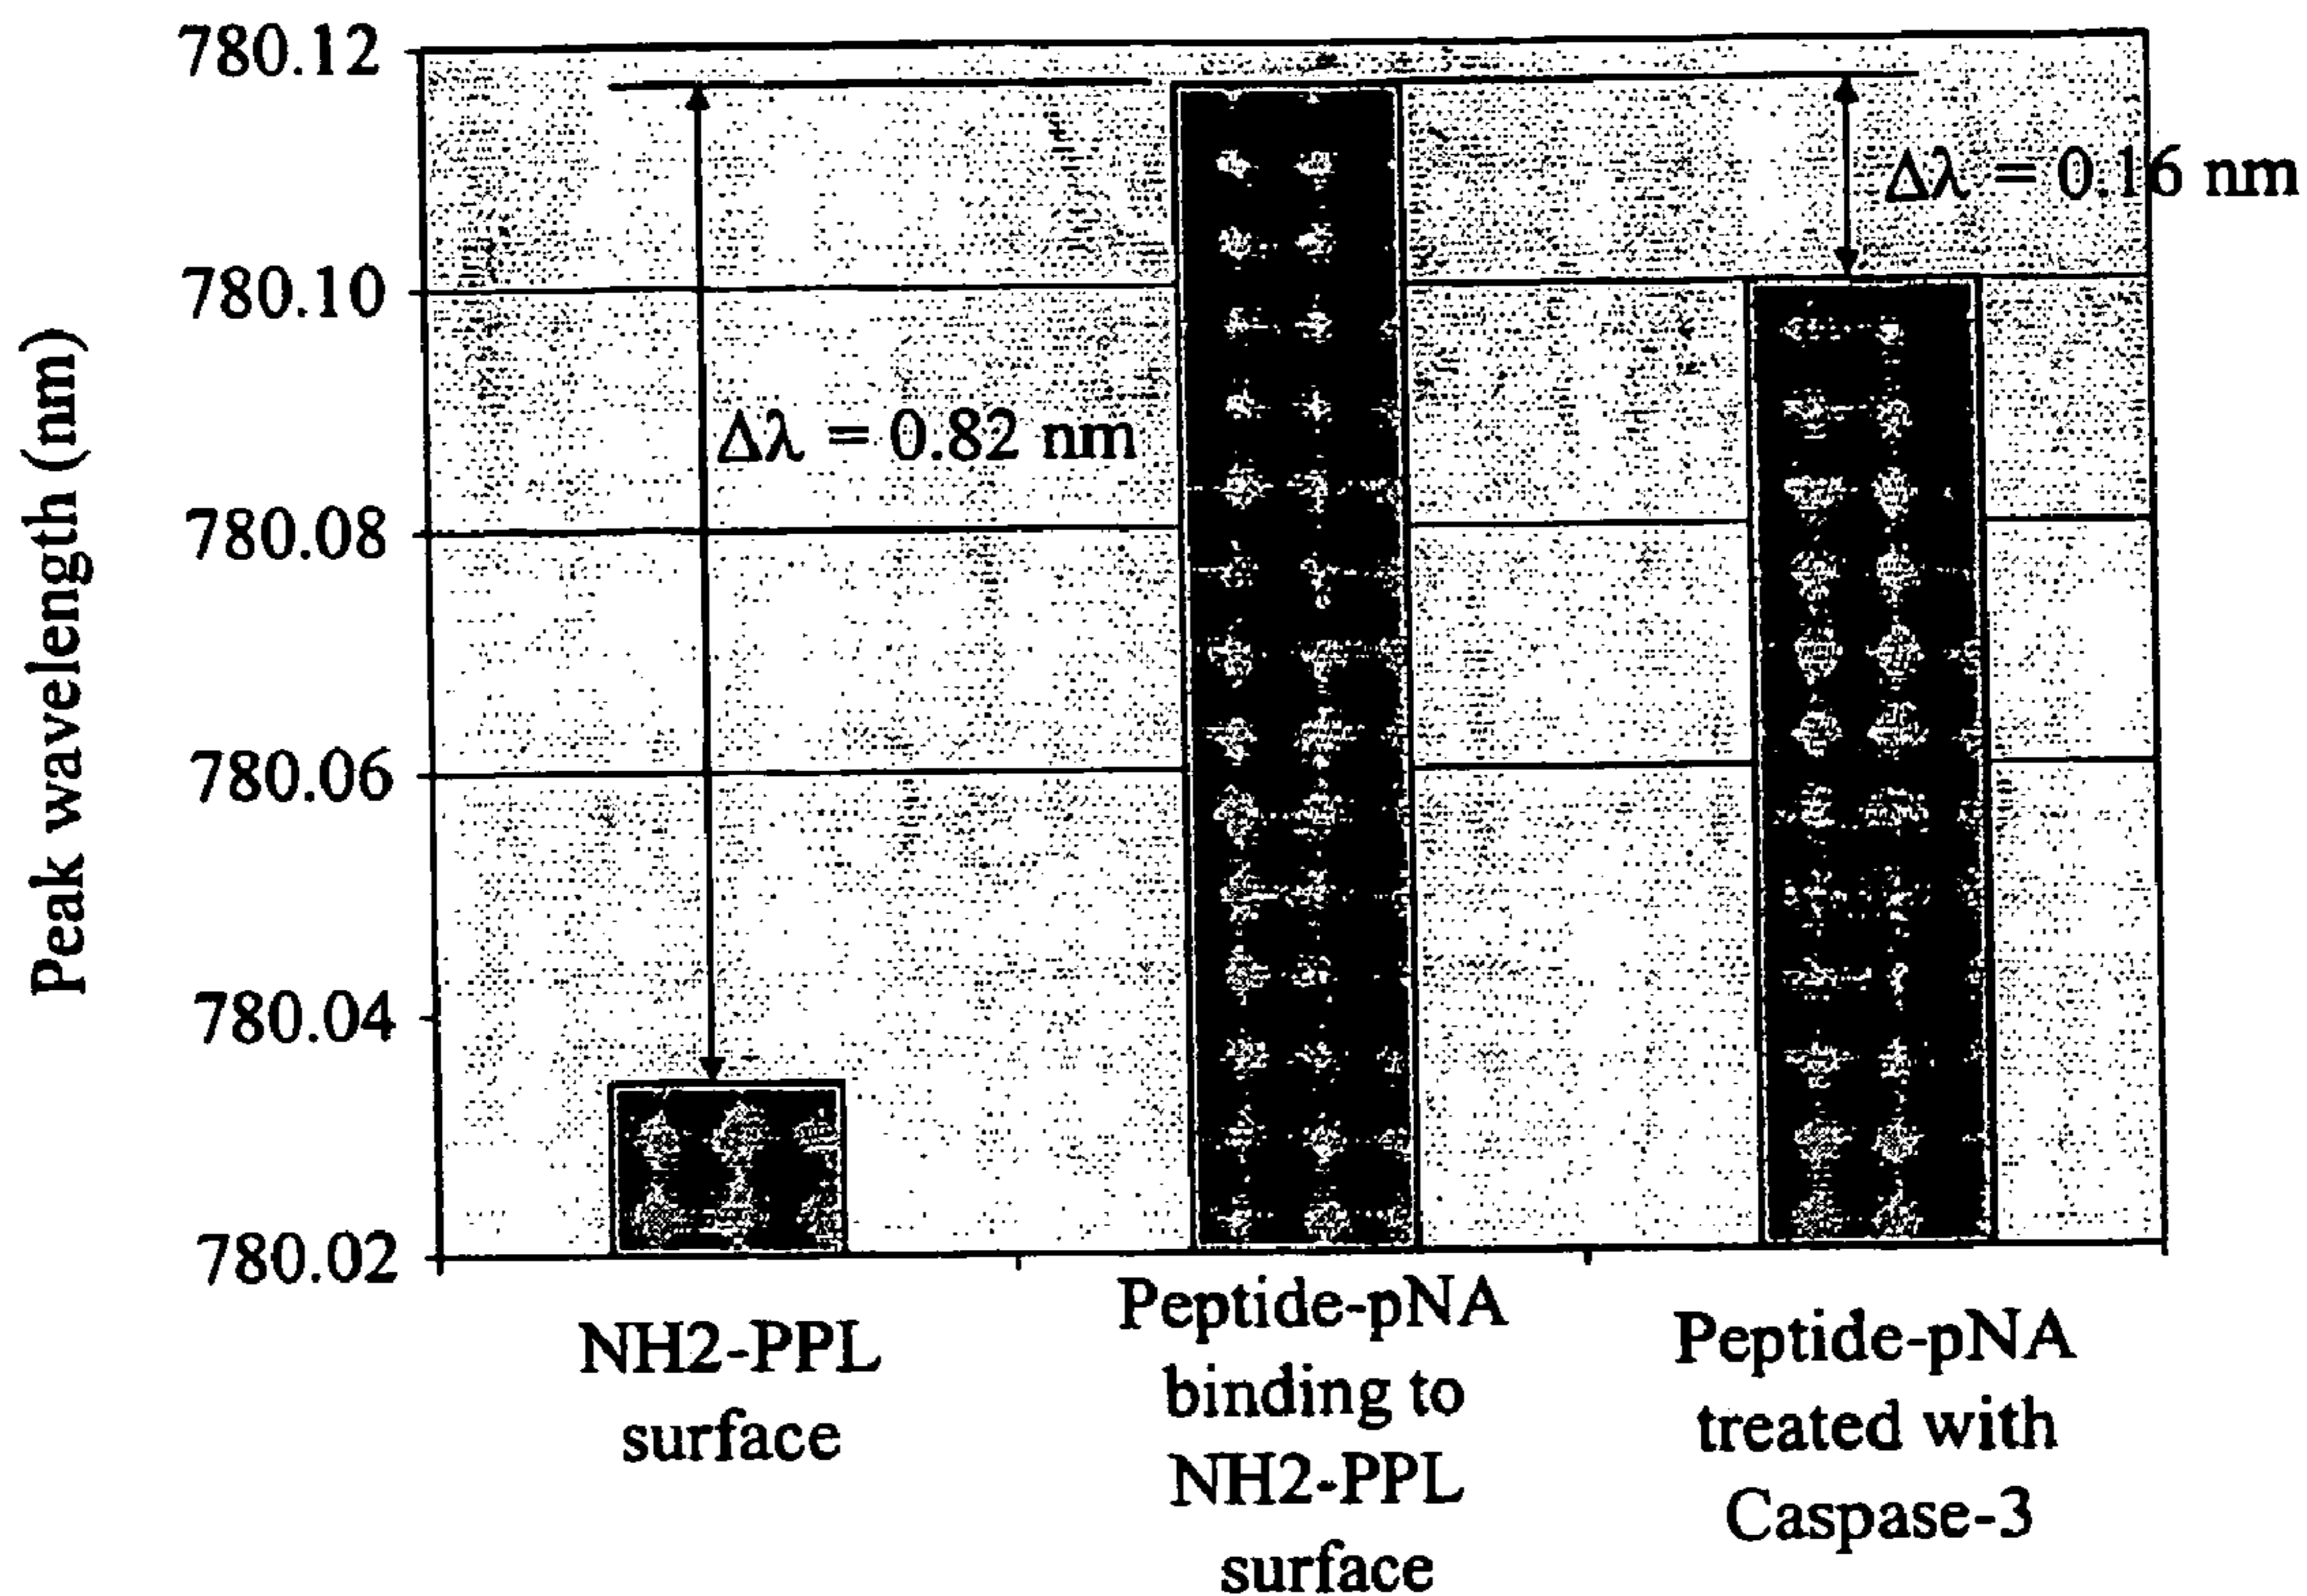 780.12
780.10
780.08
780.06
780.04
780.02
Peak wavelength (nm)
Δλ = 0.82 nm
Δλ = 0.16 nm
NH2-PPL
surface
Peptide-pNA
binding to
NH2-PPL
surface
Peptide-pNA
treated with
Caspase-3